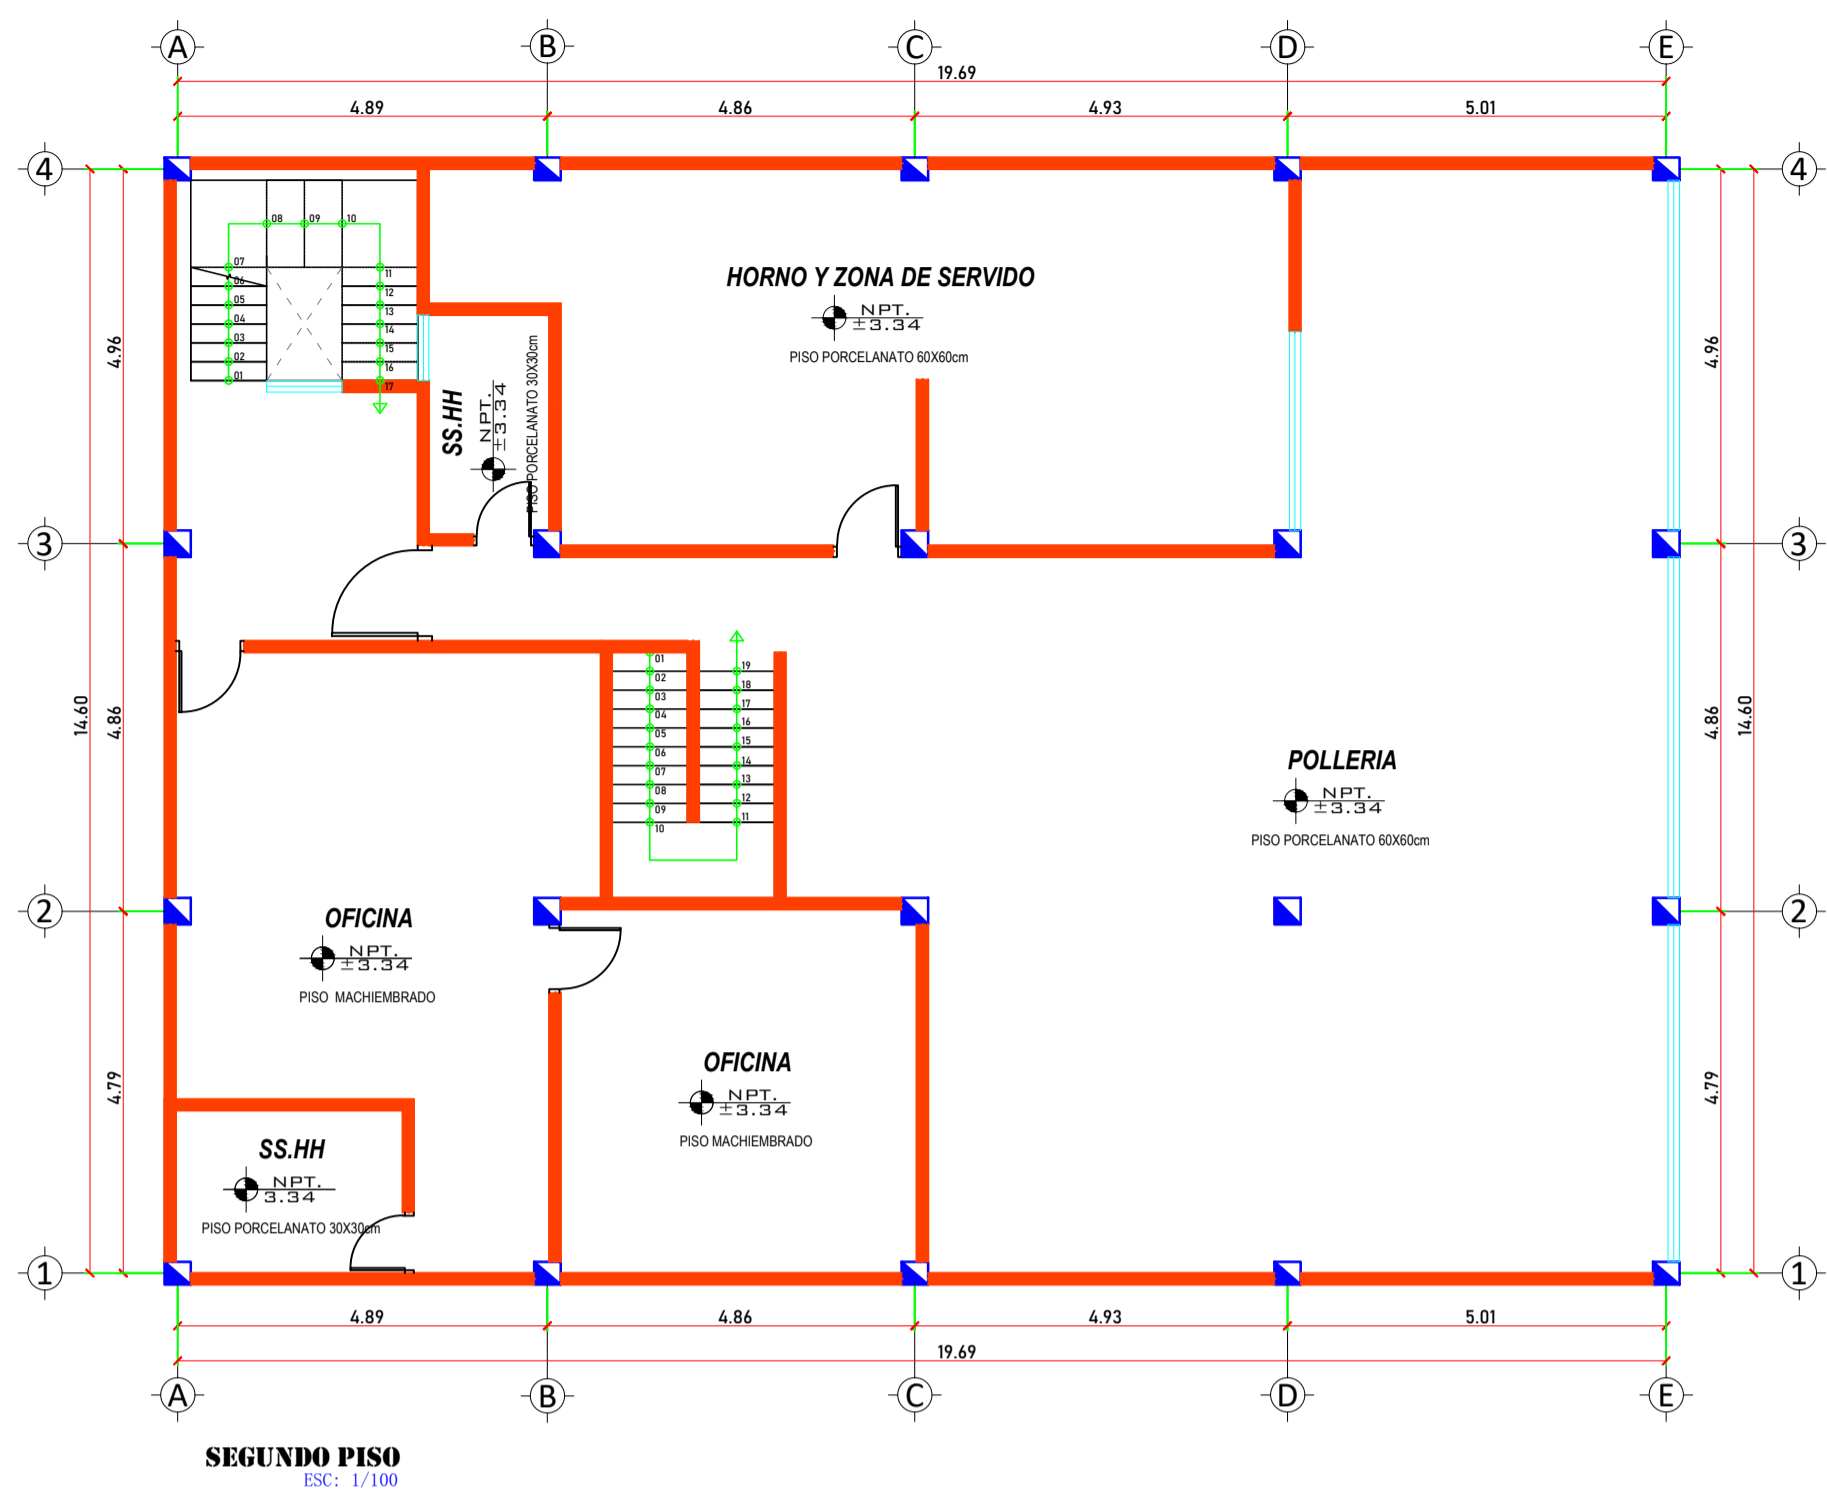 A B C D E
19.69
4.89 4.86 4.93 5.01
4 4
08 09 10
07 11
06 12
05 13
04 14
03 15
02 16
01 17
4.96
HORNO Y ZONA DE SERVIDO
NPT.
±3.34
PISO PORCELANATO 60X60cm
SS.HH
NPT.
±3.34
PISO PORCELANATO 30X30cm
4.96
3 3
01
02 19
03 18
04 17
05 16
06 15
07 14
08 13
09 12
10 11
14.60
4.86
POLLERIA
NPT.
±3.34
PISO PORCELANATO 60X60cm
4.86
14.60
2 2
OFICINA
NPT.
±3.34
PISO MACHIEMBRADO
OFICINA
NPT.
±3.34
PISO MACHIEMBRADO
4.79
4.79
SS.HH
NPT.
3.34
PISO PORCELANATO 30X30cm
1 1
4.89 4.86 4.93 5.01
19.69
A B C D E
SEGUNDO PISO
ESC: 1/100